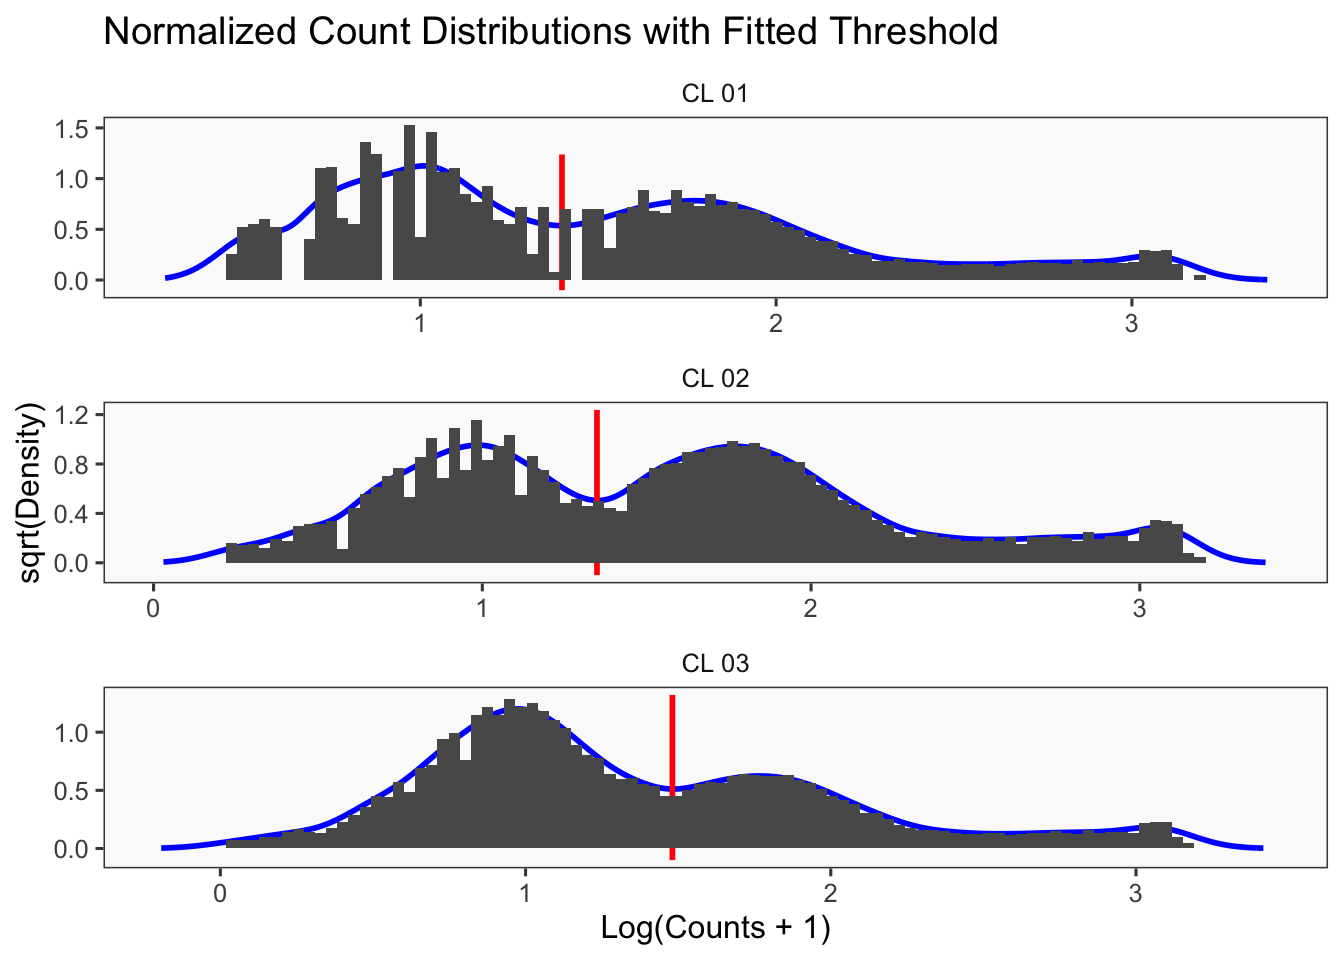 Normalized Count Distributions with Fitted Threshold
CL 01
1.5
1.0
0.5
0.0
1 2 3
CL 02
sqrt(Density)
1.2
0.8
0.4
0.0
0 1 2 3
CL 03
1.0
0.5
0.0
0 1 2 3
Log(Counts + 1)